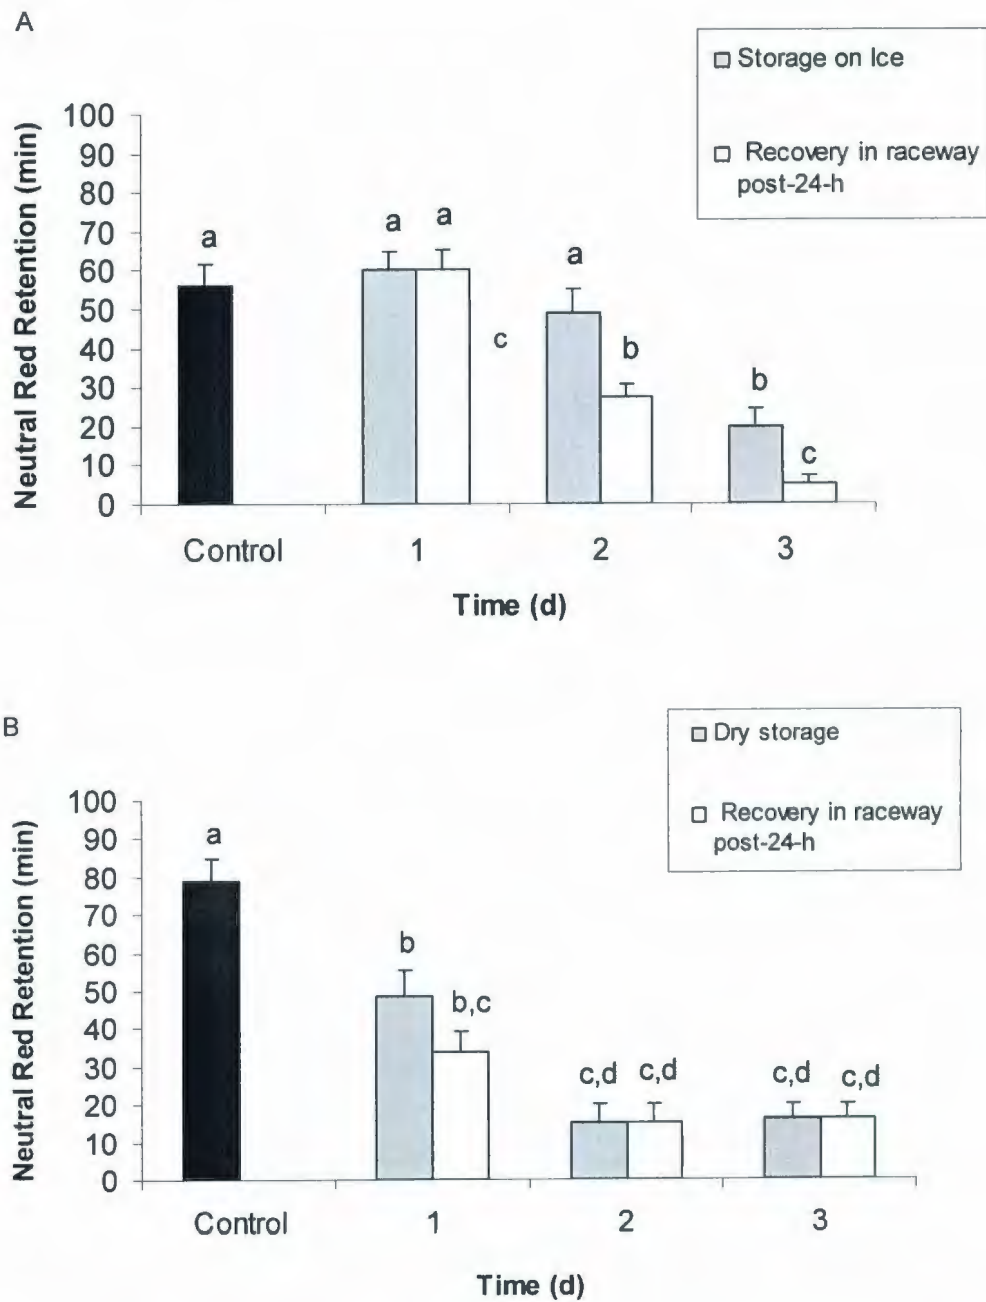 A
Storage on Ice
Recovery in raceway
post-24-h
Neutral Red Retention (min)
100
90
80
70
60
50
40
30
20
10
0
a
a
a
a
c
b
b
c
Control
1
2
3
Time (d)
B
Dry storage
Recovery in raceway
post-24-h
Neutral Red Retention (min)
100
90
80
70
60
50
40
30
20
10
0
a
b
b,c
c,d
c,d
c,d
c,d
Control
1
2
3
Time (d)